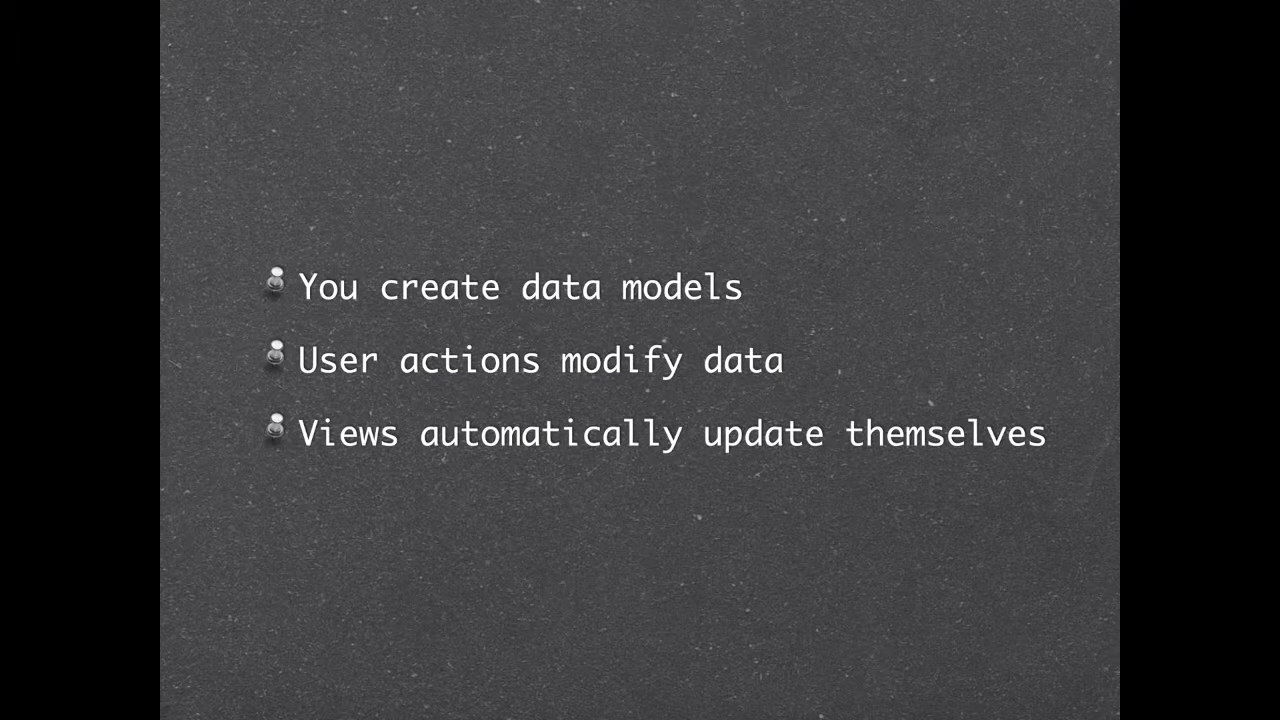 You create data models
User actions modify data
Views automatically update themselves